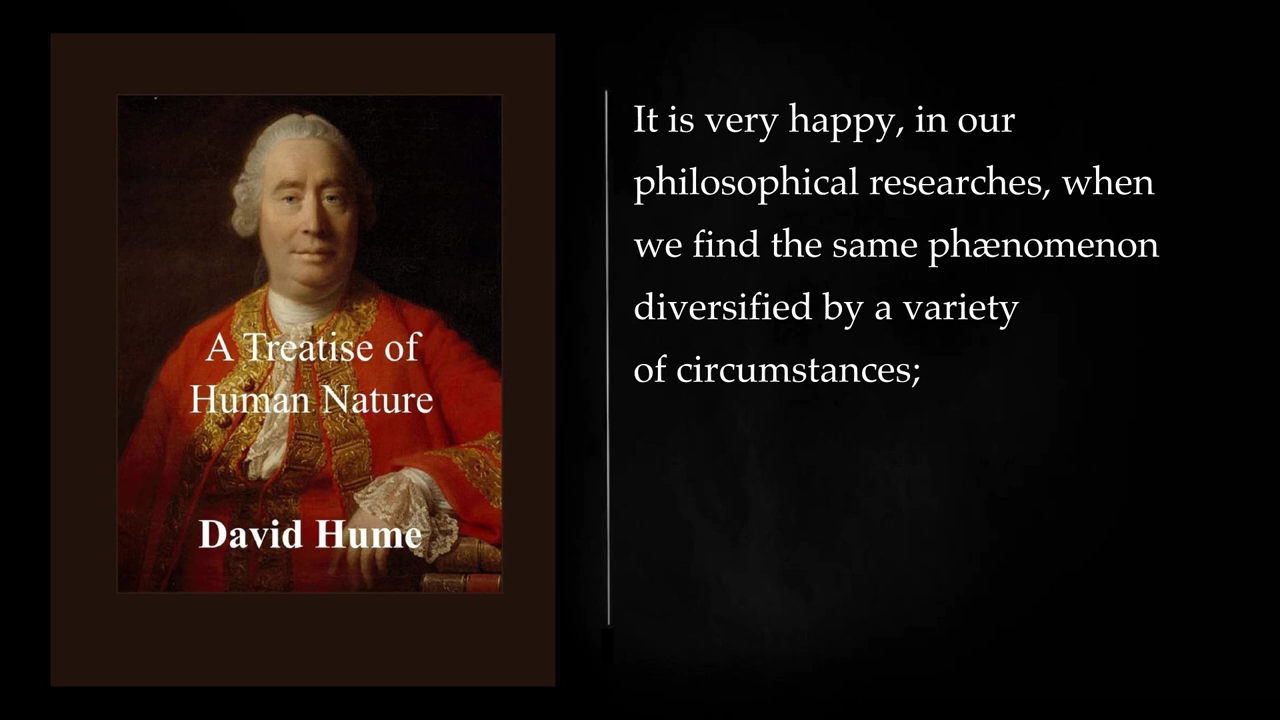 A Treatise of
Human Nature
David Hume
It is very happy, in our
philosophical researches, when
we find the same phænomenon
diversified by a variety
of circumstances;